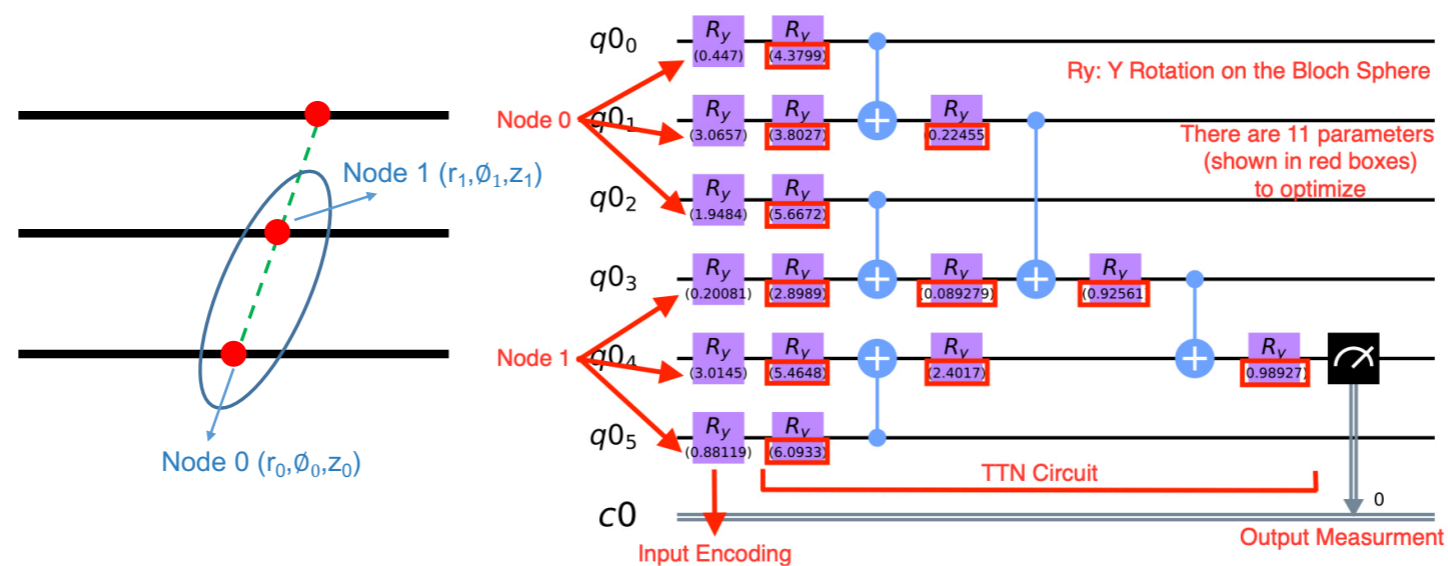 Node 1 (r1,∅1,z1)
Node 0 (r0,∅0,z0)
q00 Ry (0.447) Ry (4.3799)
Ry: Y Rotation on the Bloch Sphere
Node 0 q01 Ry (3.0657) Ry (3.8027) Ry (0.22455)
There are 11 parameters
(shown in red boxes)
to optimize
q02 Ry (1.9484) Ry (5.6672)
q03 Ry (0.20081) Ry (2.8989) Ry (0.089279) Ry (0.92561)
Node 1 q04 Ry (3.0145) Ry (5.4648) Ry (2.4017) Ry (0.98927)
q05 Ry (0.88119) Ry (6.0933)
TTN Circuit
c0 0
Input Encoding
Output Measurment